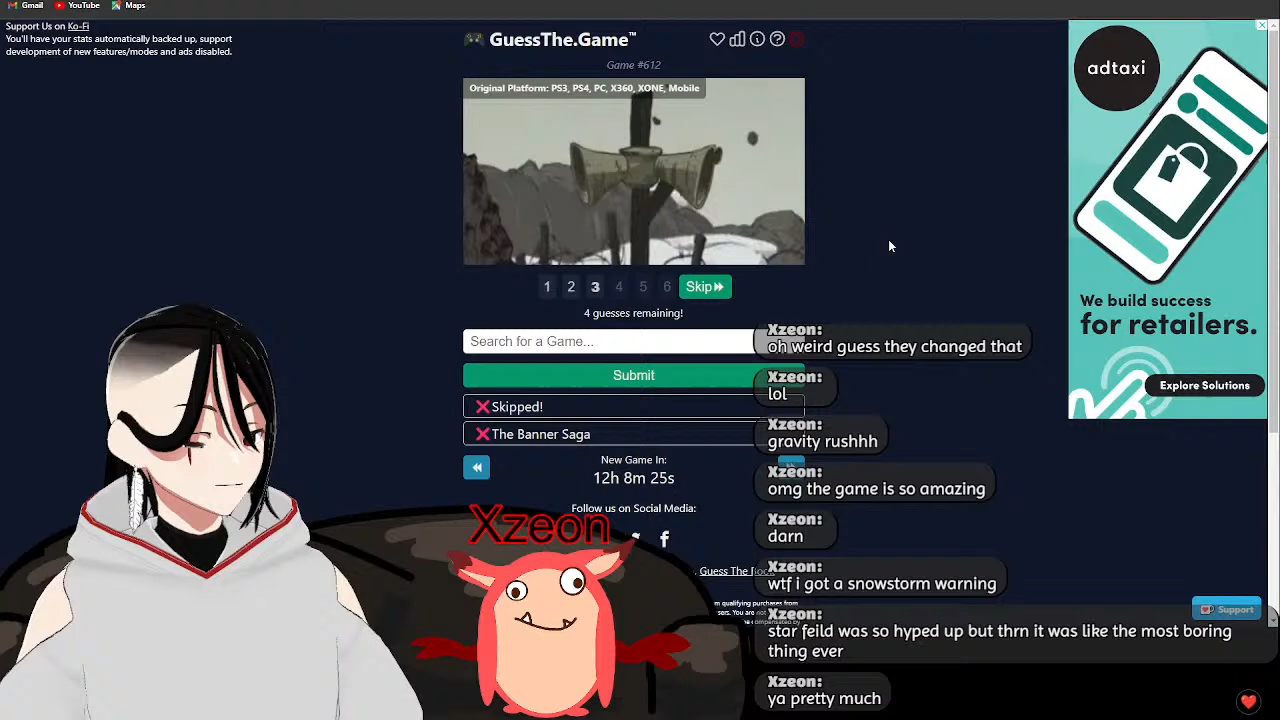 Gmail YouTube Maps
Support Us on Ko-Fi
You'll have your stats automatically backed up, support
development of new features/modes and ads disabled.
GuessThe.Game™
Game #612
Original Platform: PS3, PS4, PC, X360, XONE, Mobile
1 2 3 4 5 6 Skip
4 guesses remaining!
Search for a Game...
Submit
Skipped!
The Banner Saga
New Game In:
12h 8m 25s
Follow us on Social Media:
Guess The
m qualifying purchases from
adtaxi
We build success
for retailers.
Explore Solutions
Support
Xzeon
Xzeon:
oh weird guess they changed that
Xzeon:
lol
Xzeon:
gravity rushhh
Xzeon:
omg the game is so amazing
Xzeon:
darn
Xzeon:
wtf i got a snowstorm warning
Xzeon:
star feild was so hyped up but thrn it was like the most boring
thing ever
Xzeon:
ya pretty much